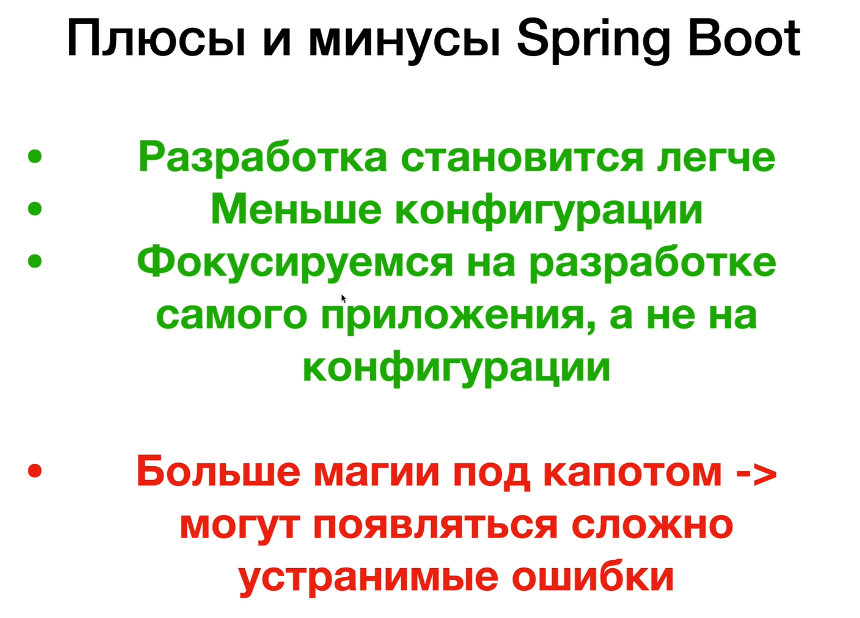 Плюсы и минусы Spring Boot
• Разработка становится легче
• Меньше конфигурации
• Фокусируемся на разработке
самого приложения, а не на
конфигурации
• Больше магии под капотом ->
могут появляться сложно
устранимые ошибки